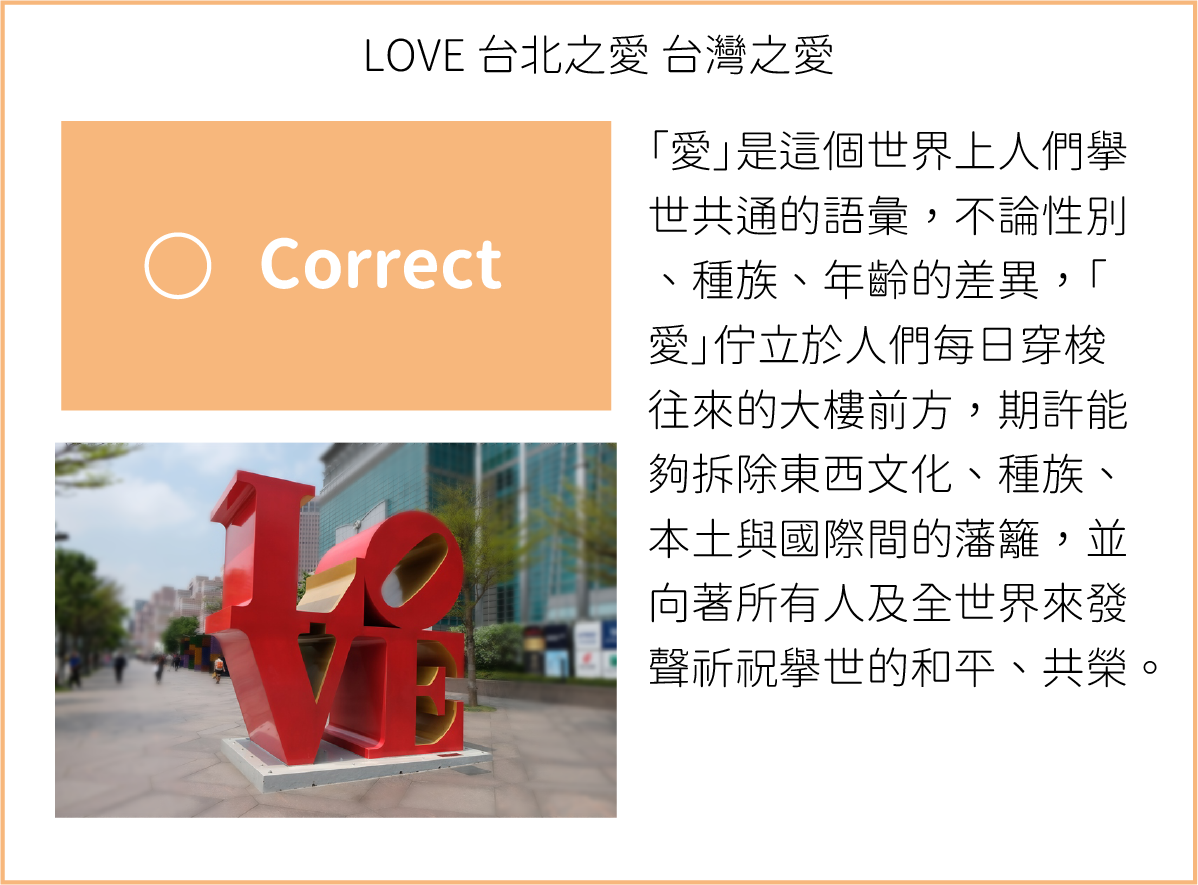 LOVE 台北之愛 台灣之愛
Correct
「愛」是這個世界上人們舉
世共通的語彙，不論性別
、種族、年齡的差異，「
愛」佇立於人們每日穿梭
往來的大樓前方，期許能
夠拆除東西文化、種族、
本土與國際間的藩籬，並
向著所有人及全世界來發
聲祈祝舉世的和平、共榮。
LOVE